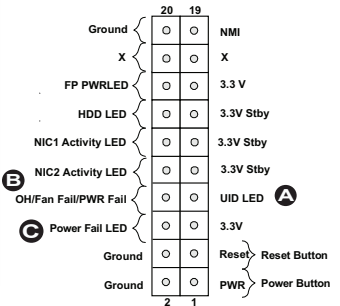 20 19
Ground NMI
X X
FP PWRLED 3.3 V
HDD LED 3.3V Stby
NIC1 Activity LED 3.3V Stby
B
NIC2 Activity LED 3.3V Stby
OH/Fan Fail/PWR Fail UID LED A
C Power Fail LED 3.3V
Ground Reset Reset Button
Ground PWR Power Button
2 1